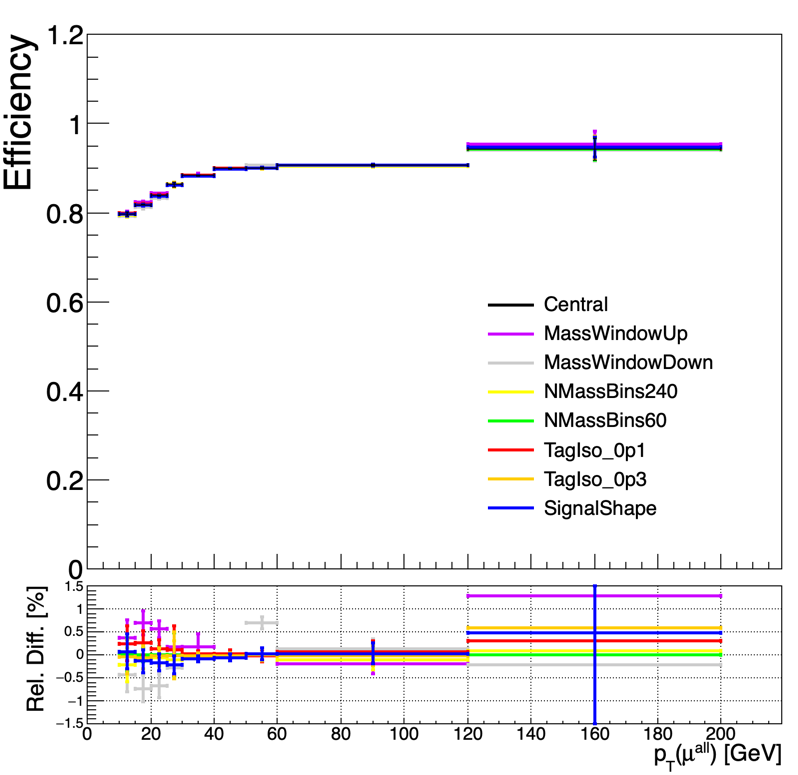 Efficiency
1.2
1
0.8
0.6
0.4
0.2
0
Central
MassWindowUp
MassWindowDown
NMassBins240
NMassBins60
TagIso_0p1
TagIso_0p3
SignalShape
Rel. Diff. [%]
1.5
1
0.5
0
−0.5
−1
−1.5
0 20 40 60 80 100 120 140 160 180 200
p_T(μ^all) [GeV]